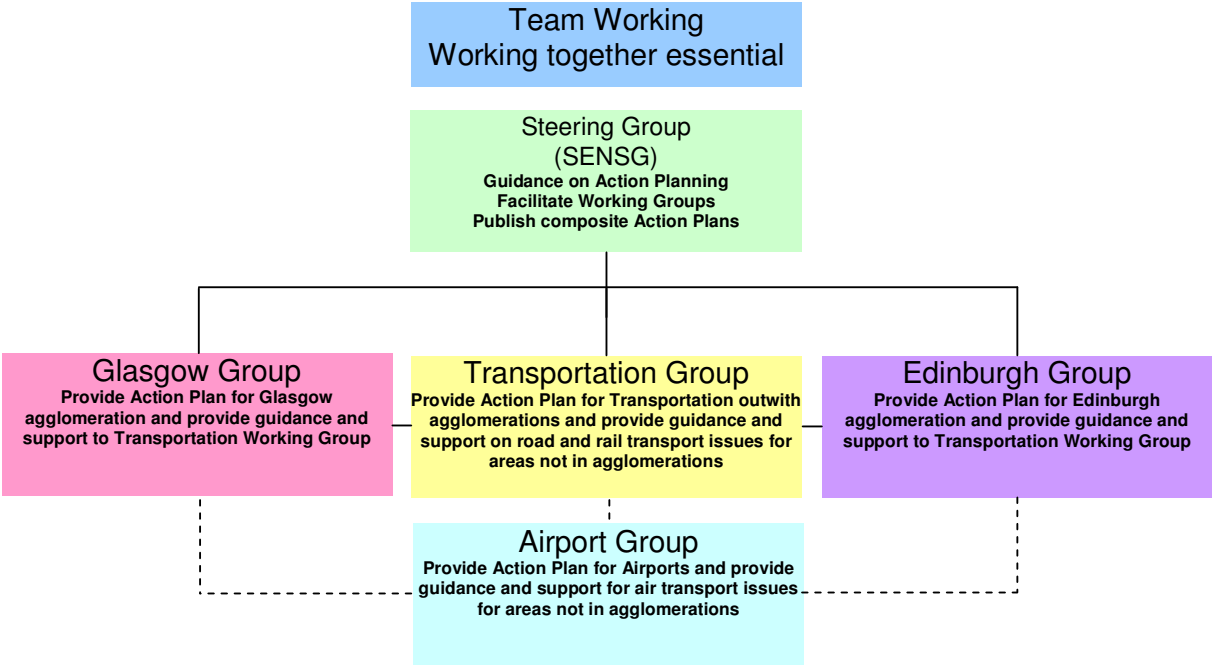 Team Working
Working together essential
Steering Group
(SENSG)
Guidance on Action Planning
Facilitate Working Groups
Publish composite Action Plans
Glasgow Group
Provide Action Plan for Glasgow
agglomeration and provide guidance and
support to Transportation Working Group
Transportation Group
Provide Action Plan for Transportation outwith
agglomerations and provide guidance and
support on road and rail transport issues for
areas not in agglomerations
Edinburgh Group
Provide Action Plan for Edinburgh
agglomeration and provide guidance and
support to Transportation Working Group
Airport Group
Provide Action Plan for Airports and provide
guidance and support for air transport issues
for areas not in agglomerations